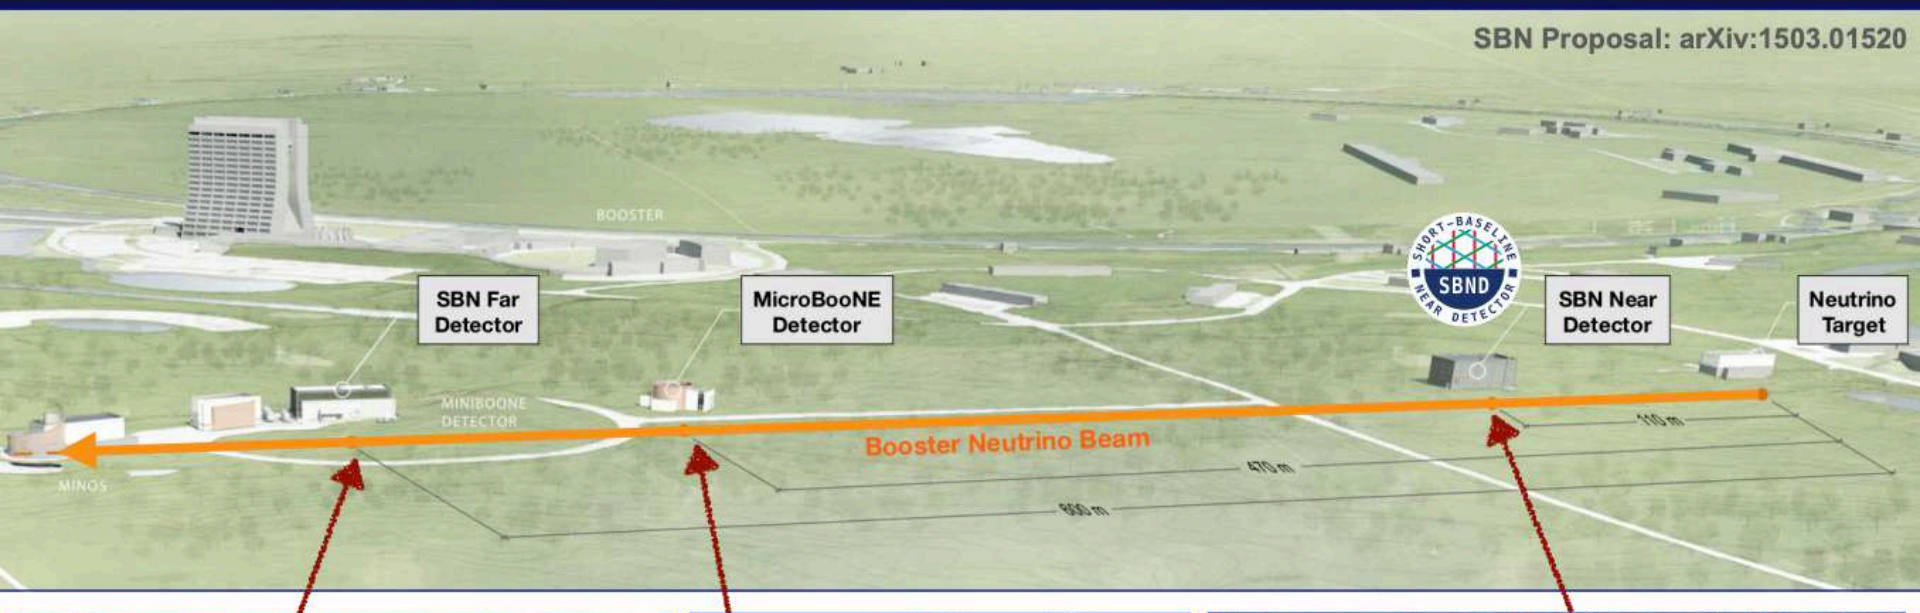 SBN Proposal: arXiv:1503.01520
BOOSTER
SHORT-BASELINE
SBND
NEAR DETECTOR
SBN Far
Detector
MicroBooNE
Detector
SBN Near
Detector
Neutrino
Target
MINIBOONE
DETECTOR
Booster Neutrino Beam
110 m
470 m
600 m
MINOS